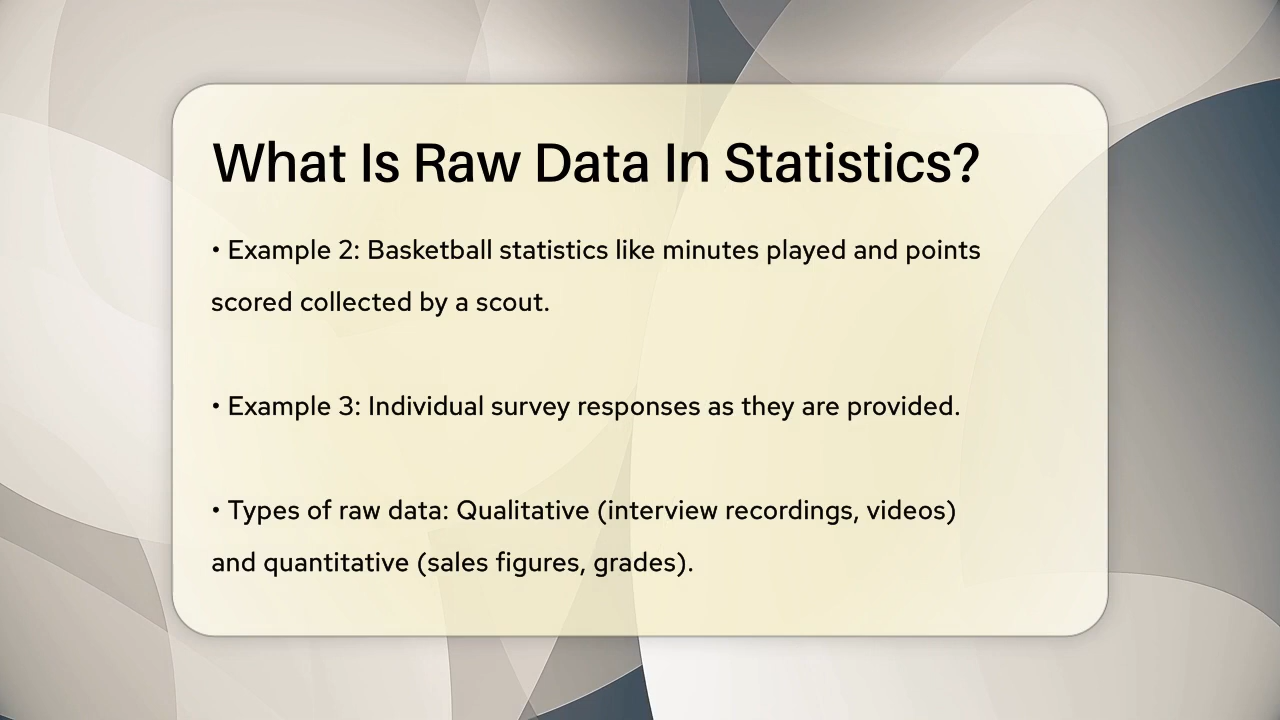 What Is Raw Data In Statistics?
• Example 2: Basketball statistics like minutes played and points
scored collected by a scout.
• Example 3: Individual survey responses as they are provided.
• Types of raw data: Qualitative (interview recordings, videos)
and quantitative (sales figures, grades).